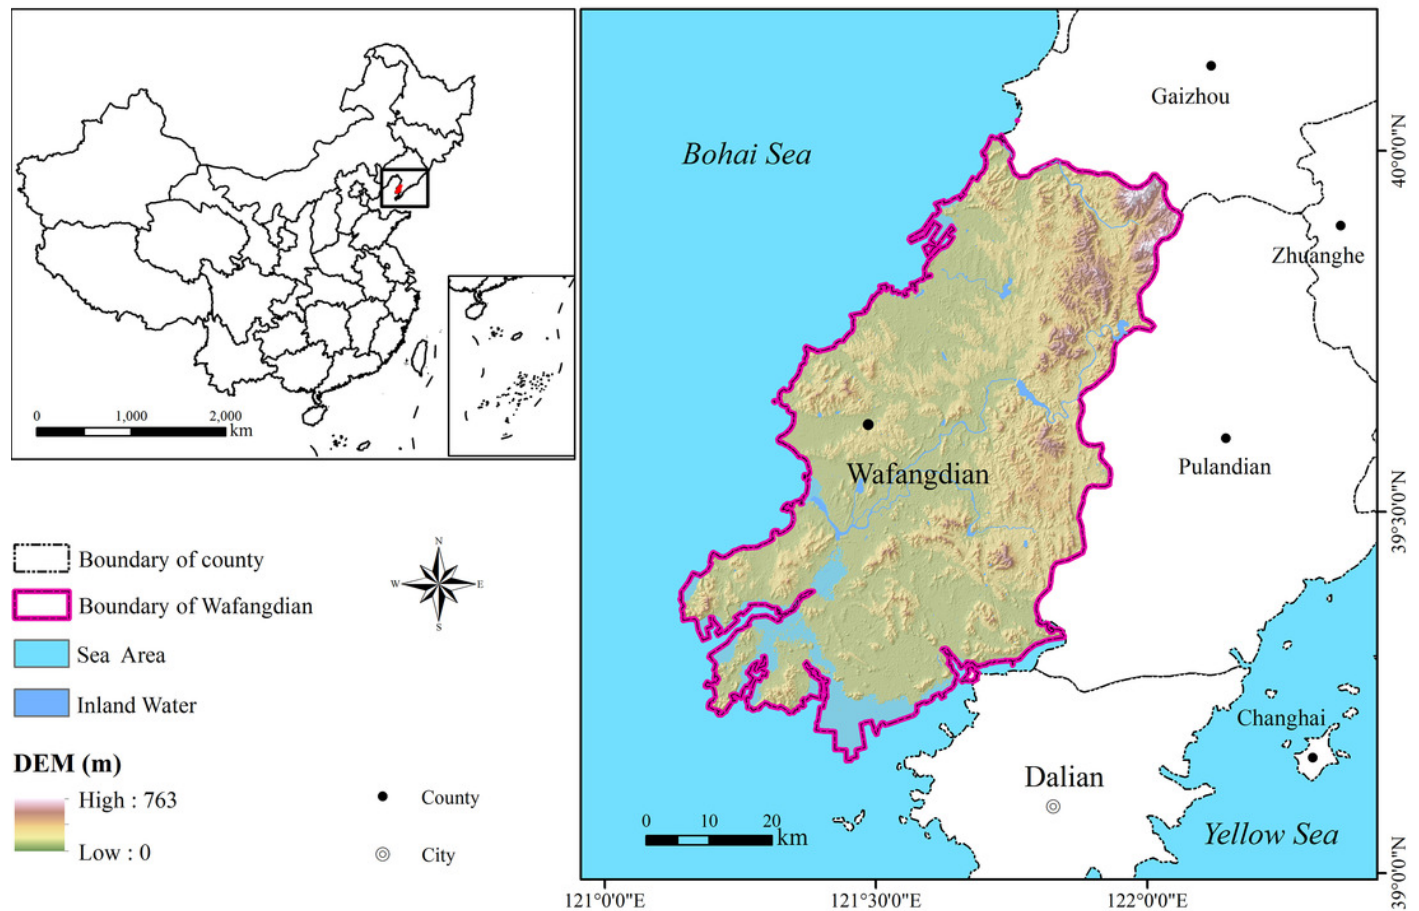 0
1,000
2,000
km
Boundary of county
Boundary of Wafangdian
Sea Area
Inland Water
DEM (m)
High : 763
Low : 0
N
W
E
S
County
City
Bohai Sea
Gaizhou
Zhuanghe
Wafangdian
Pulandian
Changhai
Dalian
Yellow Sea
0 10 20
km
40°0'0"N
39°30'0"N
39°0'0"N
121°0'0"E
121°30'0"E
122°0'0"E